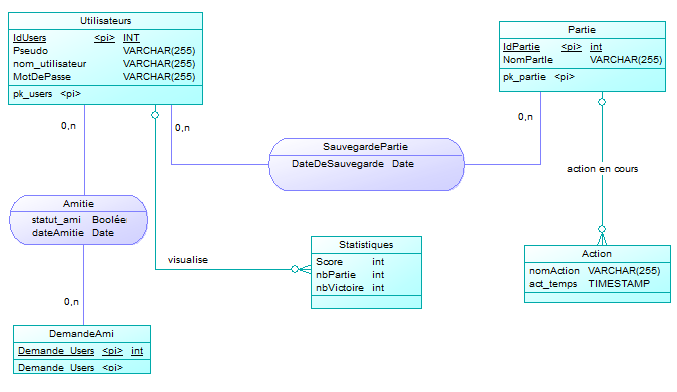 Utilisateurs
IdUsers <pi> INT
Pseudo VARCHAR(255)
nom_utilisateur VARCHAR(255)
MotDePasse VARCHAR(255)
pk_users <pi>
Partie
IdPartie <pi> int
NomPartIe VARCHAR(255)
pk_partie <pi>
0,n
0,n
0,n
SauvegardePartie
DateDeSauvegarde Date
action en cours
Amitie
statut_ami Boolée
dateAmitie Date
visualise
Statistiques
Score int
nbPartie int
nbVictoire int
Action
nomAction VARCHAR(255)
act_temps TIMESTAMP
0,n
DemandeAmi
Demande_Users <pi> int
Demande_Users <pi>